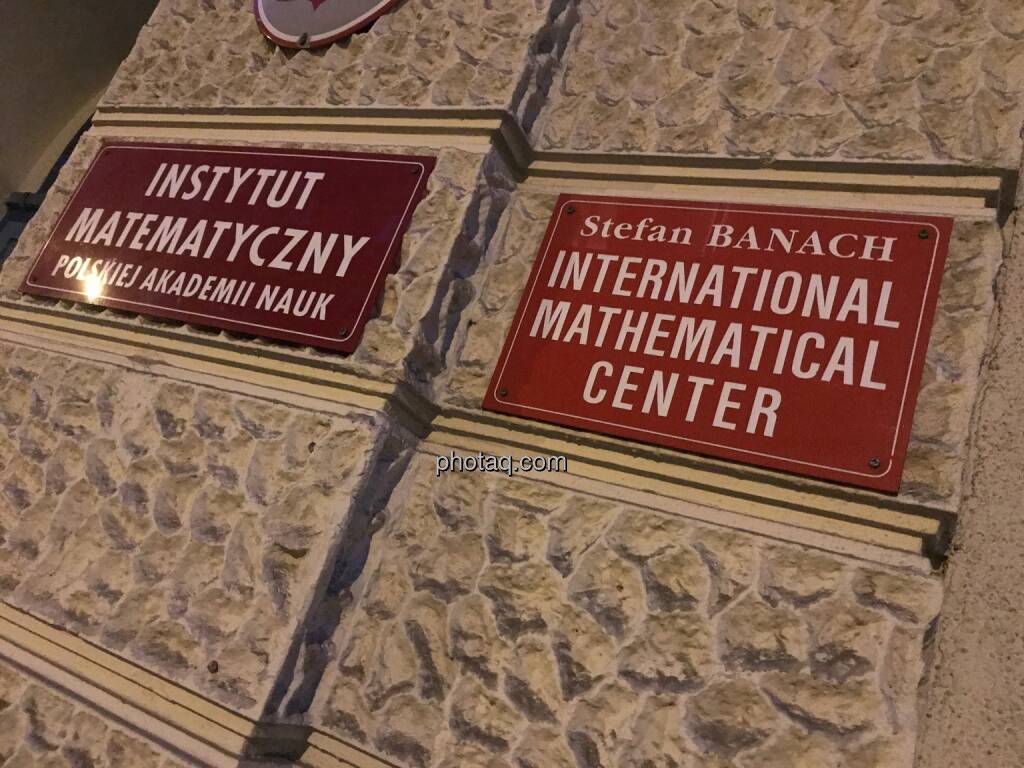 INSTYTUT
MATEMATYCZNY
POLSKIEJ AKADEMII NAUK
Stefan BANACH
INTERNATIONAL
MATHEMATICAL
CENTER
photaq.com